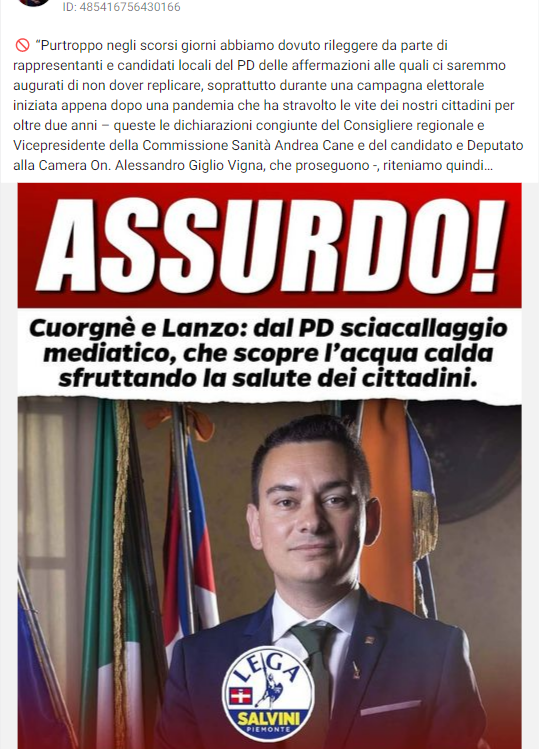 ID: 485416756430166
🚫 “Purtroppo negli scorsi giorni abbiamo dovuto rileggere da parte di
rappresentanti e candidati locali del PD delle affermazioni alle quali ci saremmo
augurati di non dover replicare, soprattutto durante una campagna elettorale
iniziata appena dopo una pandemia che ha stravolto le vite dei nostri cittadini per
oltre due anni – queste le dichiarazioni congiunte del Consigliere regionale e
Vicepresidente della Commissione Sanità Andrea Cane e del candidato e Deputato
alla Camera On. Alessandro Giglio Vigna, che proseguono -, riteniamo quindi...
ASSURDO!
Cuorgnè e Lanzo: dal PD sciacallaggio
mediatico, che scopre l’acqua calda
sfruttando la salute dei cittadini.
LEGA
SALVINI
PIEMONTE